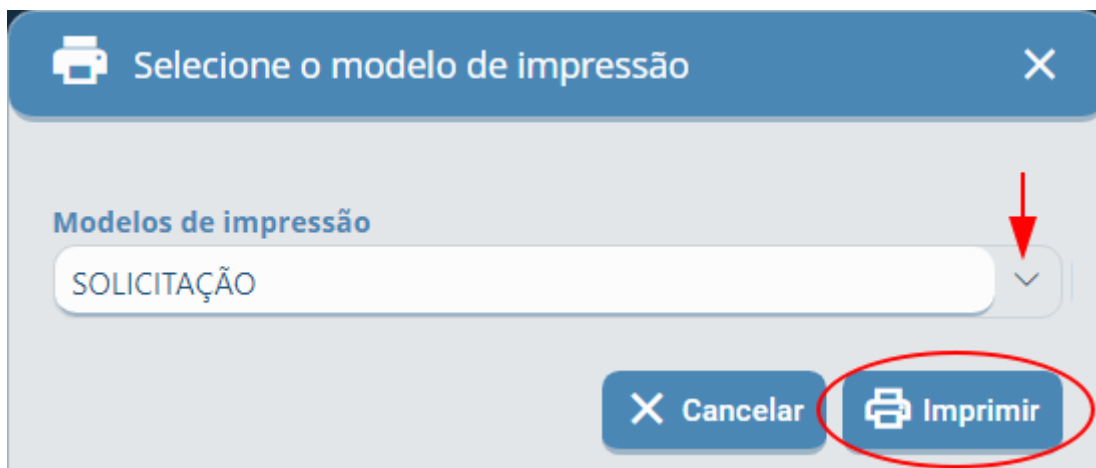 Selecione o modelo de impressão
Modelos de impressão
SOLICITAÇÃO
Cancelar
Imprimir